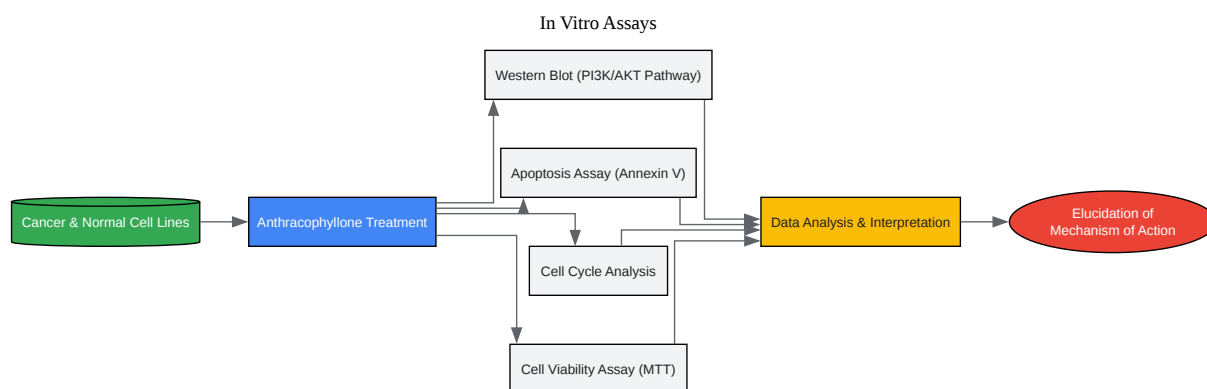 In Vitro Assays
Western Blot (PI3K/AKT Pathway)
Apoptosis Assay (Annexin V)
Cancer & Normal Cell Lines
Anthracophyllone Treatment
Data Analysis & Interpretation
Elucidation of
Mechanism of Action
Cell Cycle Analysis
Cell Viability Assay (MTT)